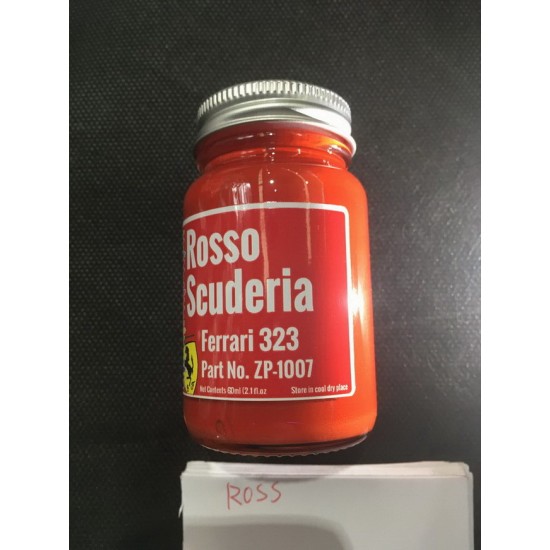 Rosso
Scuderia
Ferrari 323
Part No. ZP-1007
Net Contents 60ml (2.1 fl.oz
Store in cool dry place
ROSS